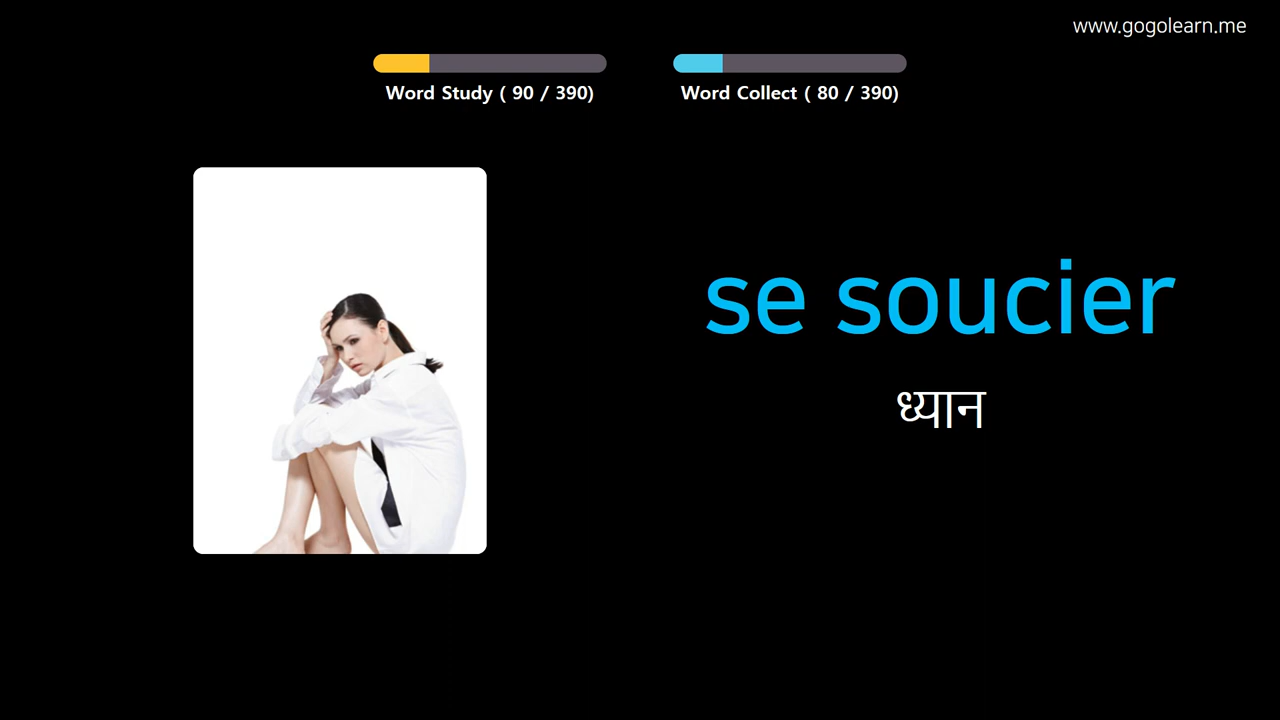 www.gogolearn.me
Word Study ( 90 / 390)
Word Collect ( 80 / 390)
se soucier
ध्यान